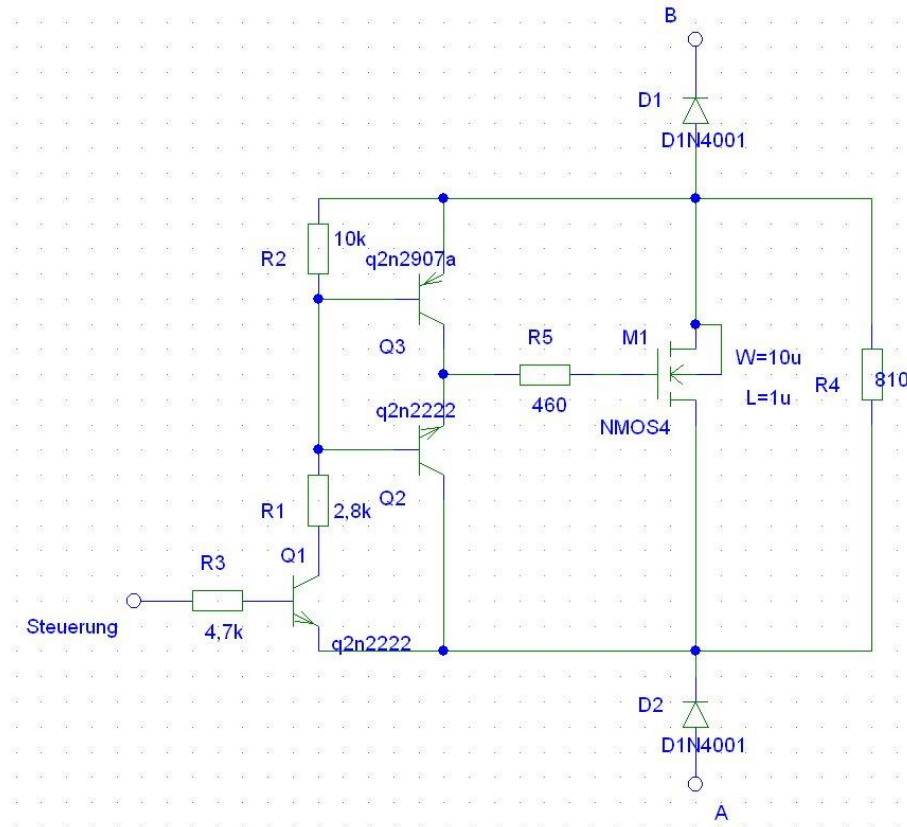 B
D1
D1N4001
10k
R2
q2n2907a
Q3
R5
M1
W=10u
R4
810
L=1u
460
NMOS4
q2n2222
Q2
R1
2,8k
Q1
R3
Steuerung
4,7k
q2n2222
D2
D1N4001
A